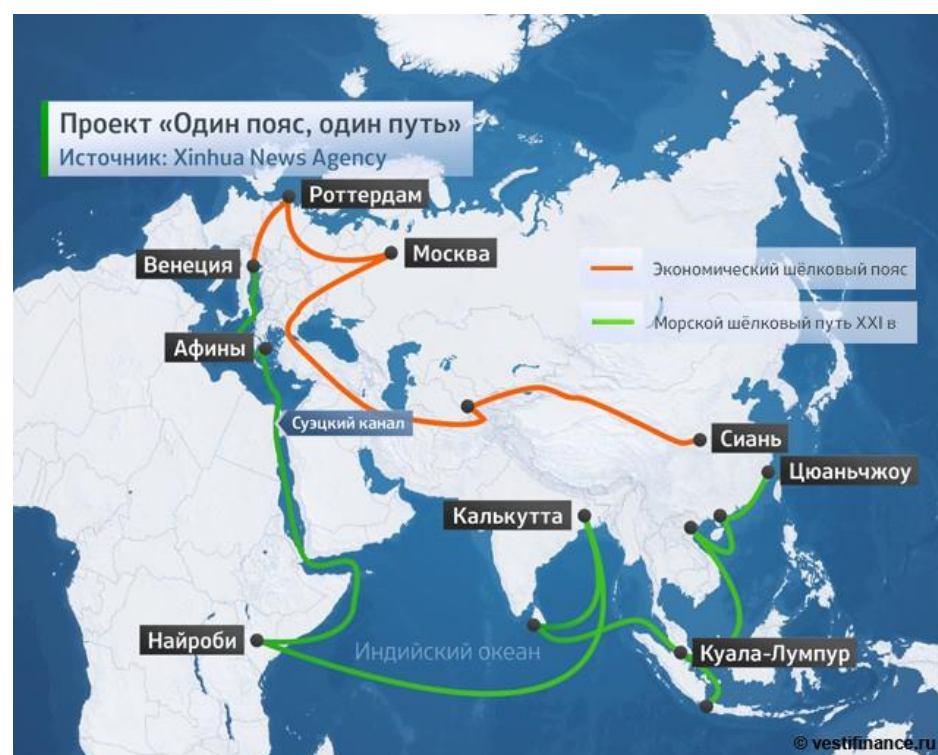 Проект «Один пояс, один путь»
Источник: Xinhua News Agency
Роттердам
Москва
Венеция
Экономический шёлковый пояс
Морской шёлковый путь XXI в
Афины
Суэцкий канал
Сиань
Цюаньчжоу
Калькутта
Найроби
Индийский океан
Куала-Лумпур
© vestifinance.ru